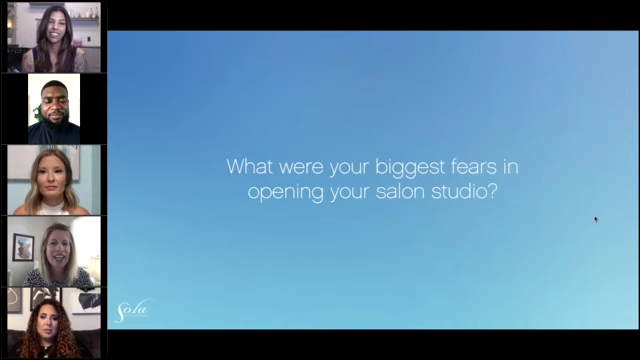 What were your biggest fears in
opening your salon studio?
Sola